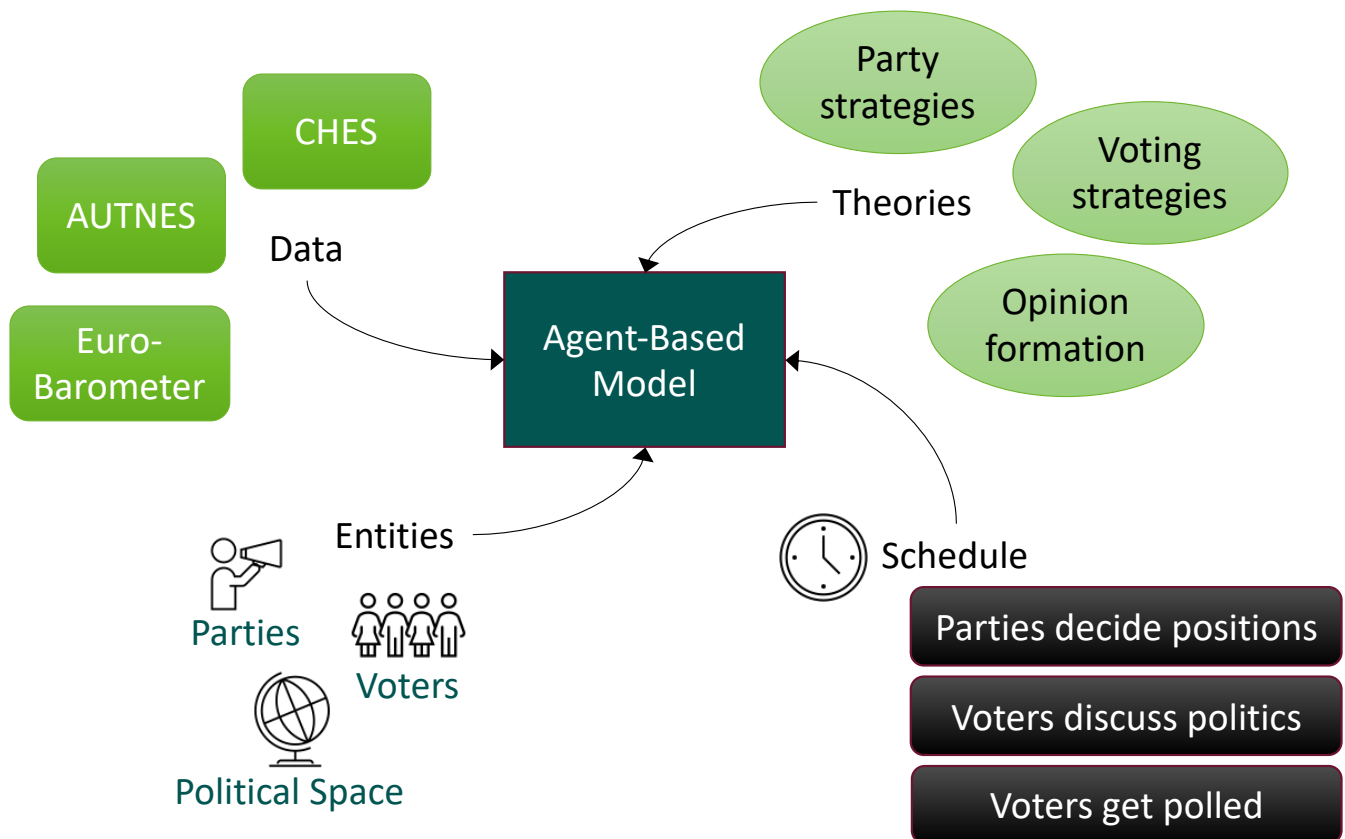 CHES
AUTNES
Euro-
Barometer
Data
Party
strategies
Voting
strategies
Opinion
formation
Theories
Agent-Based
Model
Entities
Parties
Voters
Political Space
Schedule
Parties decide positions
Voters discuss politics
Voters get polled